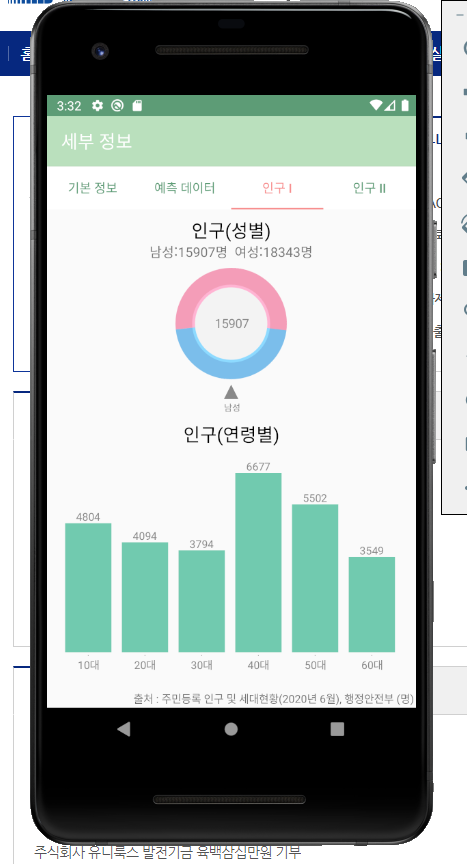 3:32
세부 정보
기본 정보 예측 데이터 인구 I 인구 II
인구(성별)
남성:15907명 여성:18343명
15907
남성
인구(연령별)
6677
5502
4804
4094
3794
3549
10대 20대 30대 40대 50대 60대
출처 : 주민등록 인구 및 세대현황(2020년 6월), 행정안전부 (명)
주식회사 유니룩스 발전기금 육백삼십만원 기부